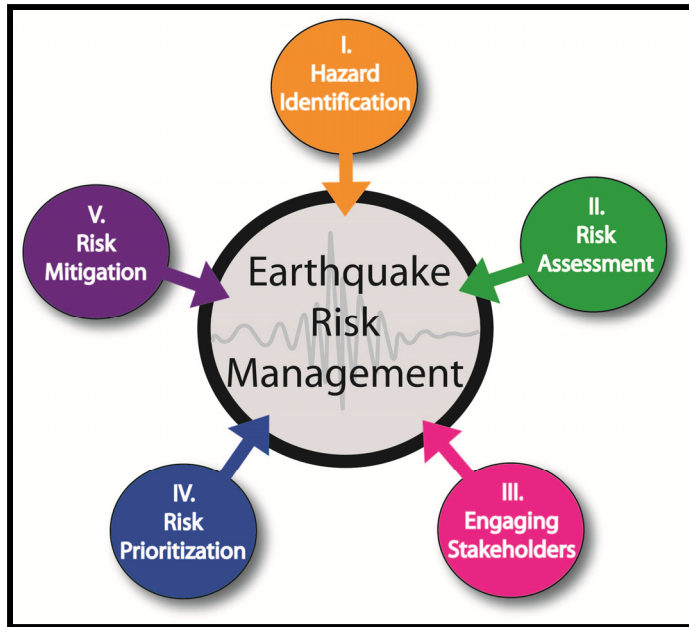 I.
Hazard
Identification
II.
Risk
Assessment
III.
Engaging
Stakeholders
IV.
Risk
Prioritization
V.
Risk
Mitigation
Earthquake
Risk
Management